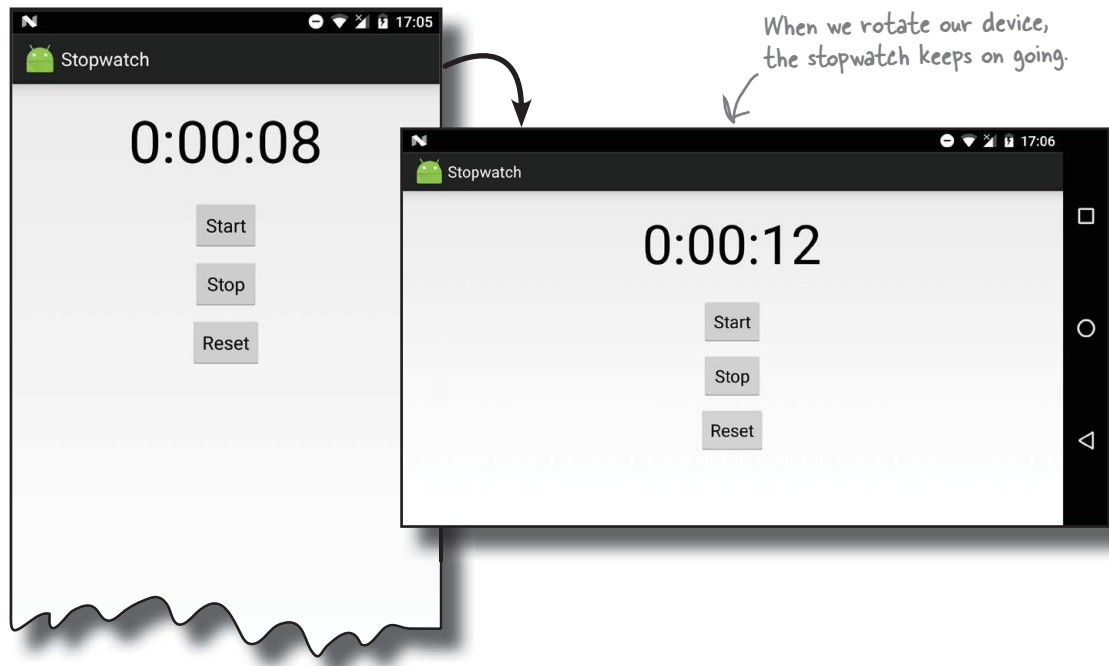 17:05
Stopwatch
0:00:08
Start
Stop
Reset
When we rotate our device,
the stopwatch keeps on going.
17:06
Stopwatch
0:00:12
Start
Stop
Reset